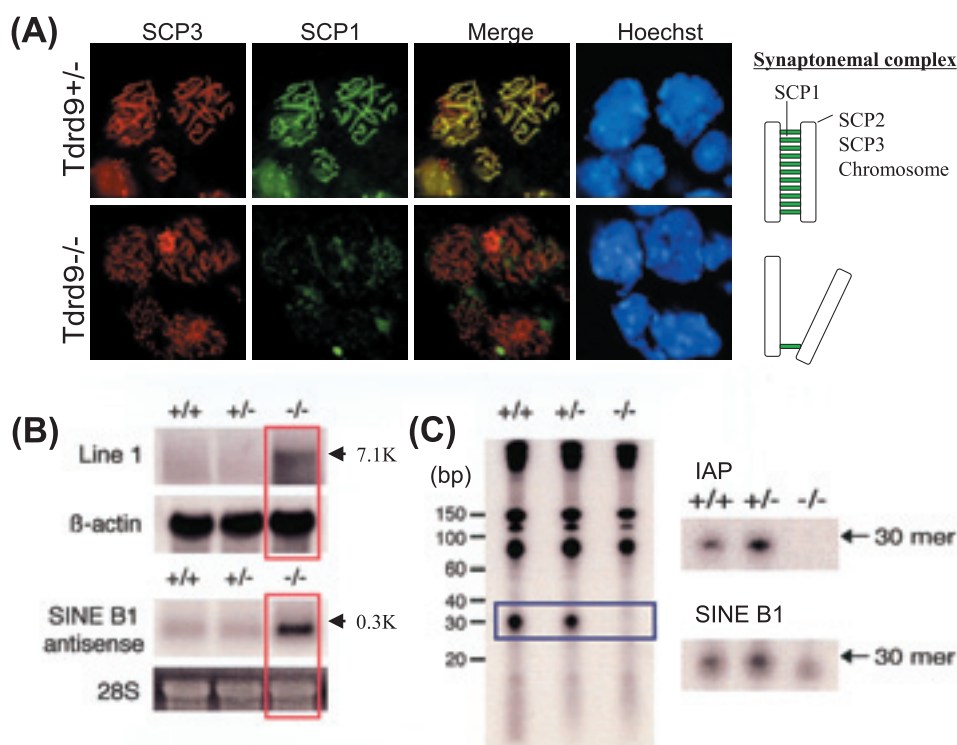 (A)
SCP3 SCP1 Merge Hoechst
Tdrd9+/-
Tdrd9-/-
Synaptonemal complex
SCP1
SCP2
SCP3
Chromosome
(B)
+/+ +/- -/-
Line 1
7.1K
ß-actin
+/+ +/- -/-
SINE B1
antisense
0.3K
28S
(C)
+/+ +/- -/-
(bp)
150
100
60
40
30
20
IAP
+/+ +/- -/-
30 mer
SINE B1
30 mer